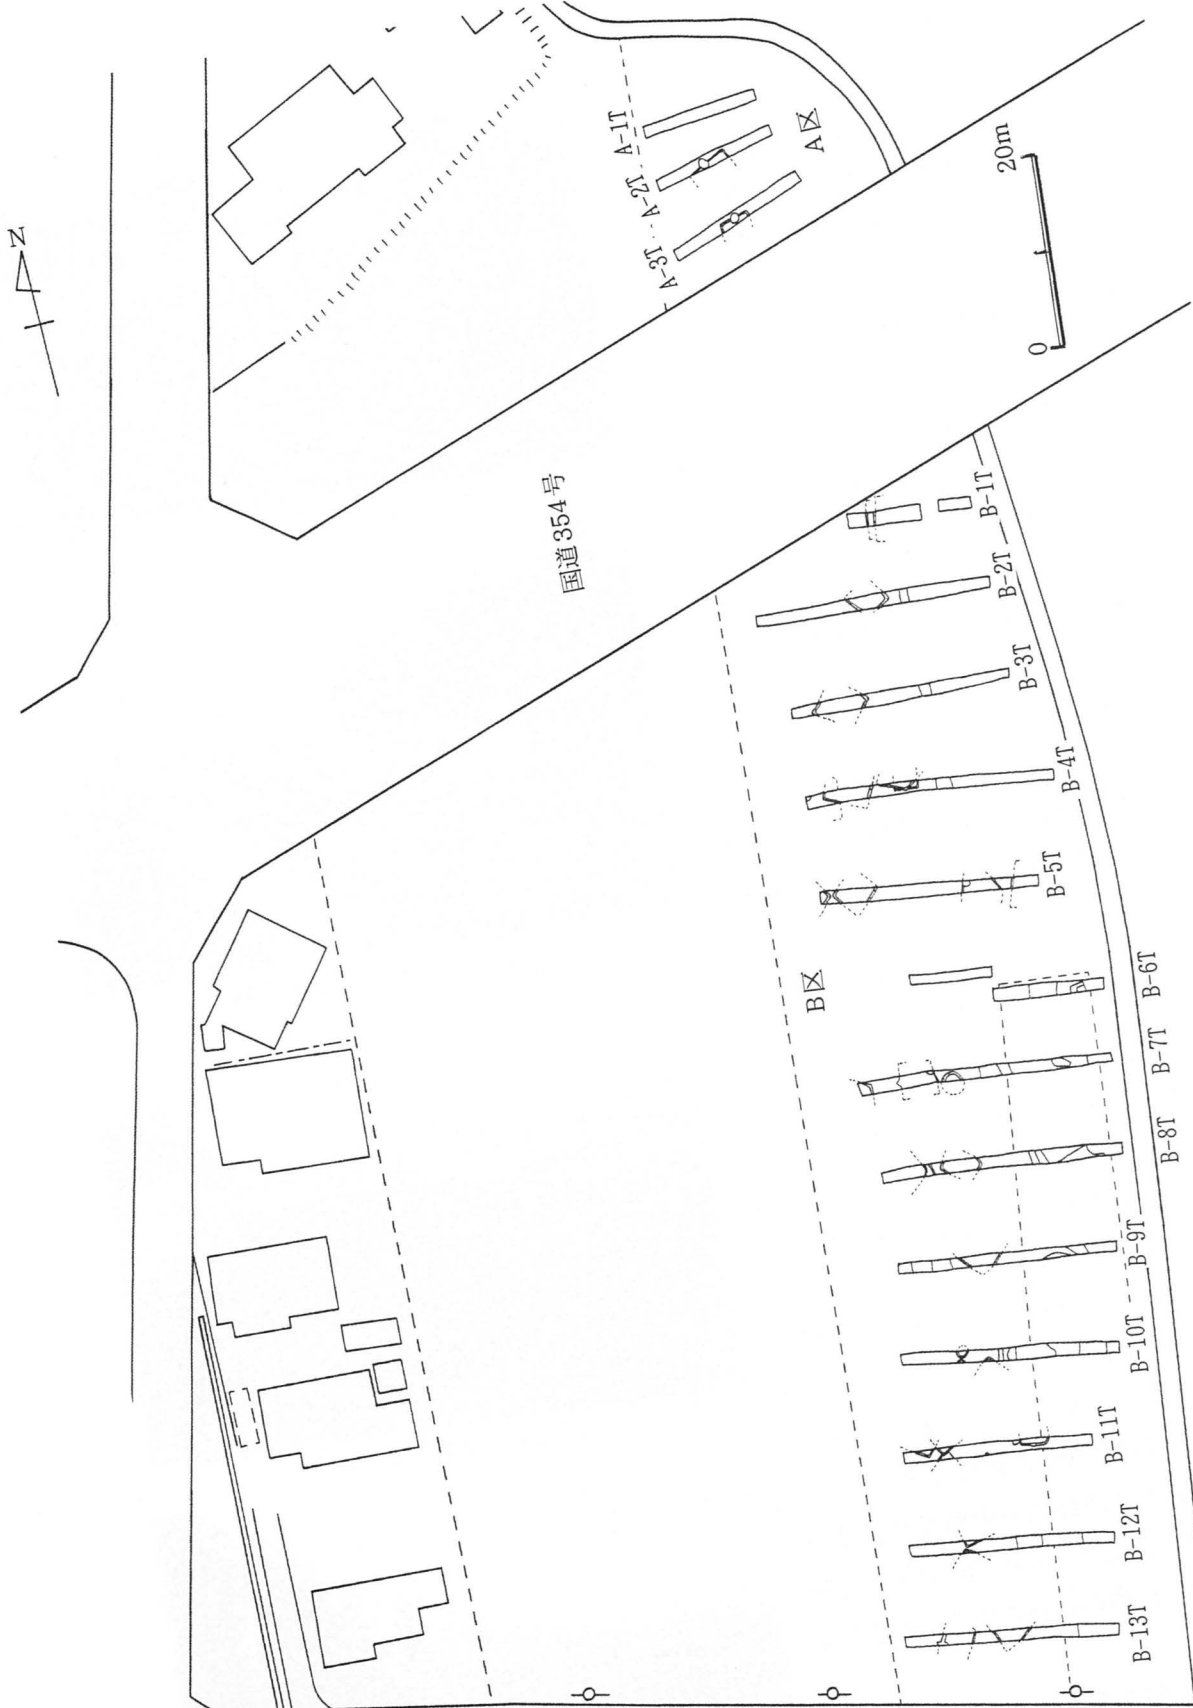 N
A-1T
A-2T
A-3T
A区
20m
0
国道354号
B-1T
B-2T
B-3T
B-4T
B-5T
B区
B-6T
B-7T
B-8T
B-9T
B-10T
B-11T
B-12T
B-13T